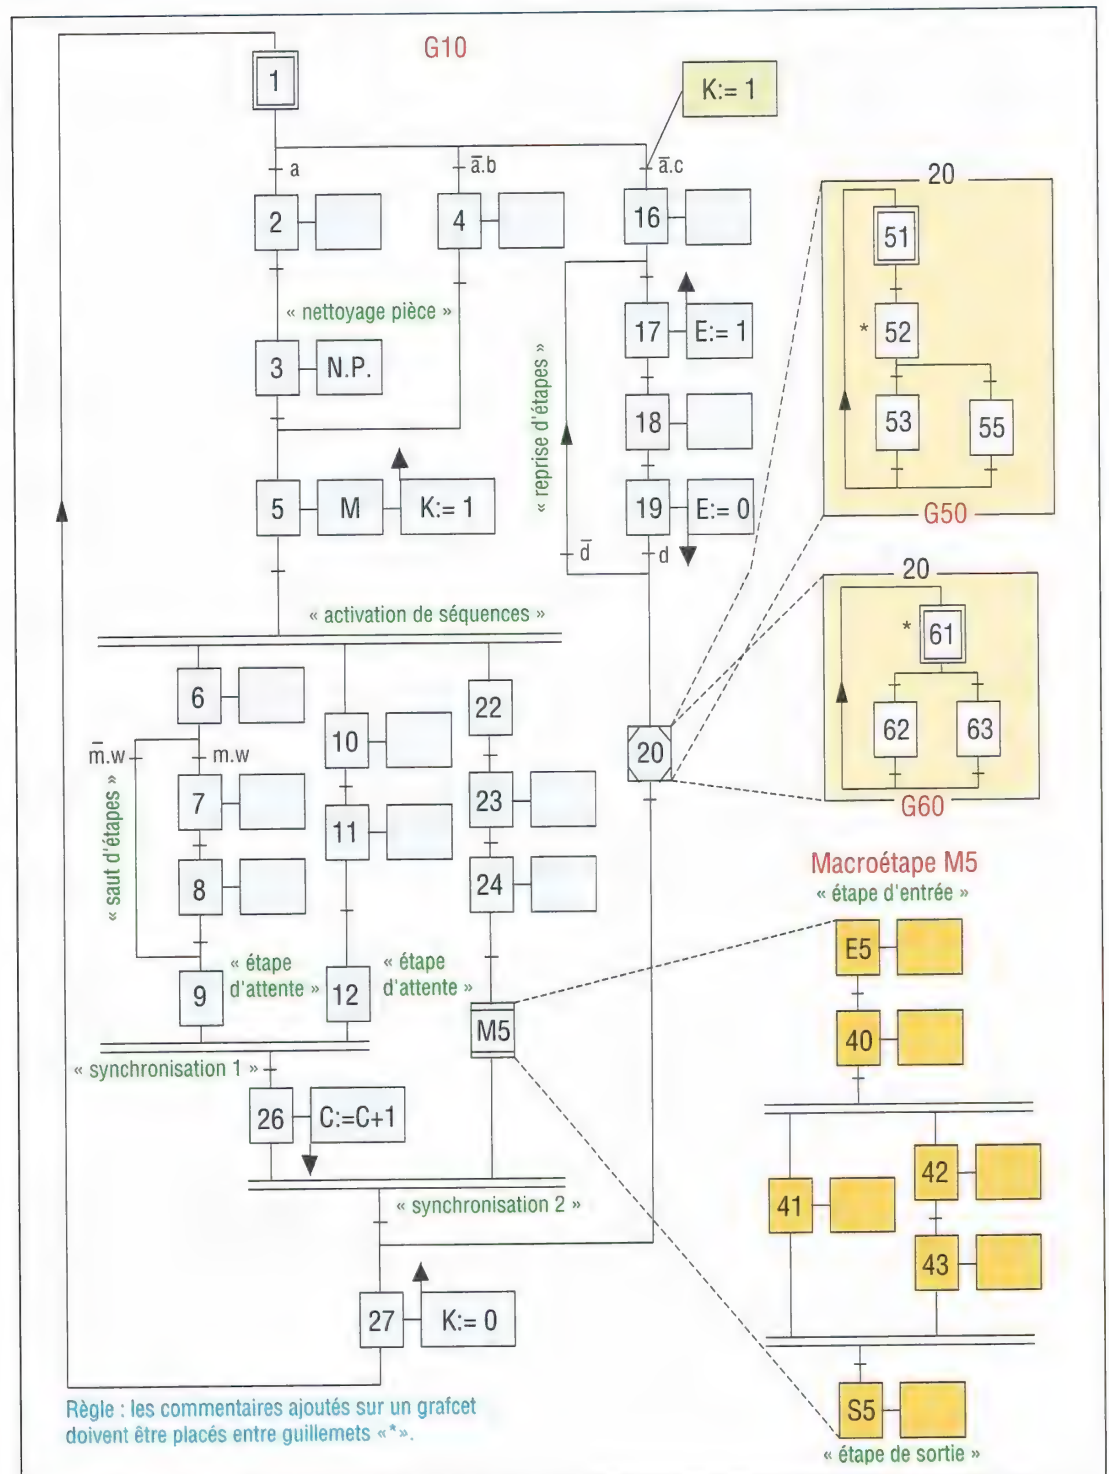 G10
1
K:= 1
a
a̅.b
a̅.c
2
4
16
« nettoyage pièce »
17
E:= 1
3
N.P.
18
« reprise d'étapes »
5
M
K:= 1
19
E:= 0
d̅
d
« activation de séquences »
6
10
22
20
m̅.w
m.w
7
11
23
« saut d'étapes »
8
24
9
« étape
d'attente »
12
« étape
d'attente »
M5
« synchronisation 1 »
26
C:=C+1
« synchronisation 2 »
27
K:= 0
20
51
*
52
53
55
G50
20
*
61
62
63
G60
Macroétape M5
« étape d'entrée »
E5
40
41
42
43
S5
« étape de sortie »
Règle : les commentaires ajoutés sur un grafcet
doivent être placés entre guillemets «*».